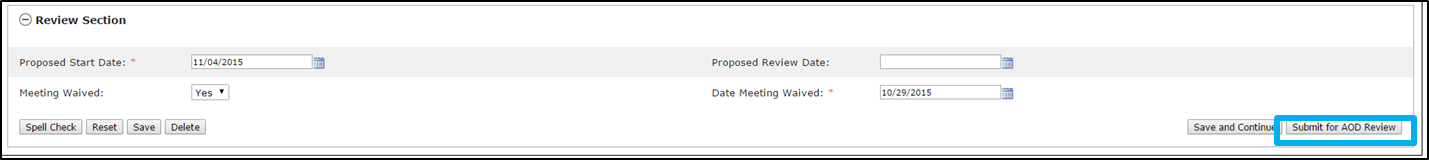 Review Section
Proposed Start Date: * 11/04/2015 Proposed Review Date:
Meeting Waived: Yes Date Meeting Waived: * 10/29/2015
Spell Check Reset Save Delete Save and Continue Submit for AOD Review